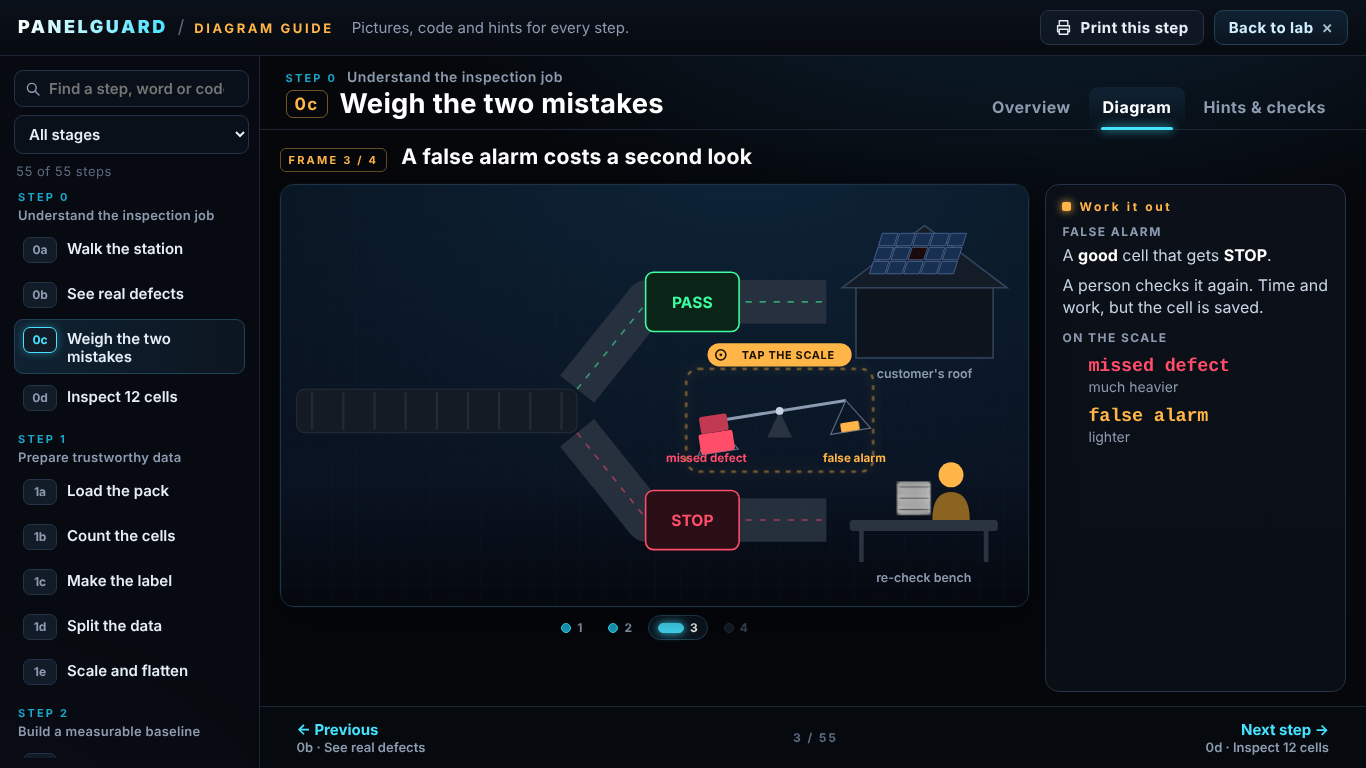 PANELGUARD / DIAGRAM GUIDE Pictures, code and hints for every step.
Print this step
Back to lab ×
Find a step, word or cod
All stages
55 of 55 steps
STEP 0
Understand the inspection job
0a Walk the station
0b See real defects
0c Weigh the two
mistakes
0d Inspect 12 cells
STEP 1
Prepare trustworthy data
1a Load the pack
1b Count the cells
1c Make the label
1d Split the data
1e Scale and flatten
STEP 2
Build a measurable baseline
STEP 0 Understand the inspection job
0c Weigh the two mistakes
Overview
Diagram
Hints & checks
FRAME 3 / 4 A false alarm costs a second look
PASS
TAP THE SCALE
customer's roof
missed defect
false alarm
STOP
re-check bench
1
2
3
4
Work it out
FALSE ALARM
A good cell that gets STOP.
A person checks it again. Time and
work, but the cell is saved.
ON THE SCALE
missed defect
much heavier
false alarm
lighter
← Previous
0b · See real defects
3 / 55
Next step →
0d · Inspect 12 cells